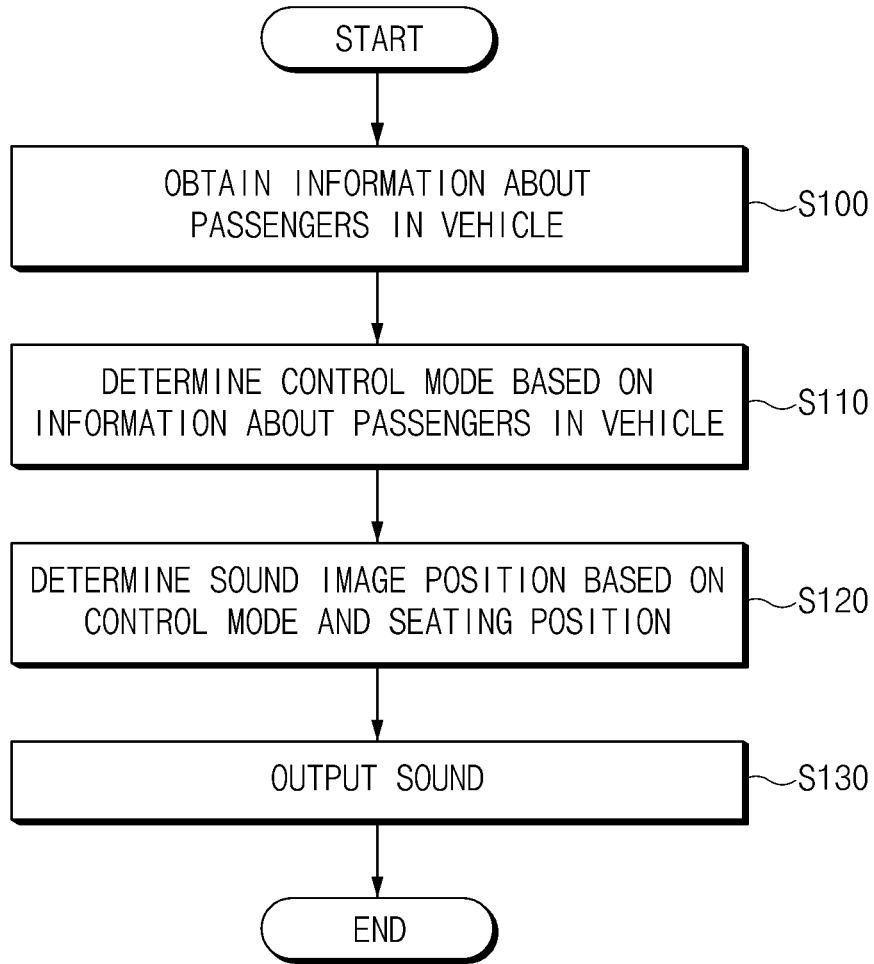 START
OBTAIN INFORMATION ABOUT
PASSENGERS IN VEHICLE
S100
DETERMINE CONTROL MODE BASED ON
INFORMATION ABOUT PASSENGERS IN VEHICLE
S110
DETERMINE SOUND IMAGE POSITION BASED ON
CONTROL MODE AND SEATING POSITION
S120
OUTPUT SOUND
S130
END